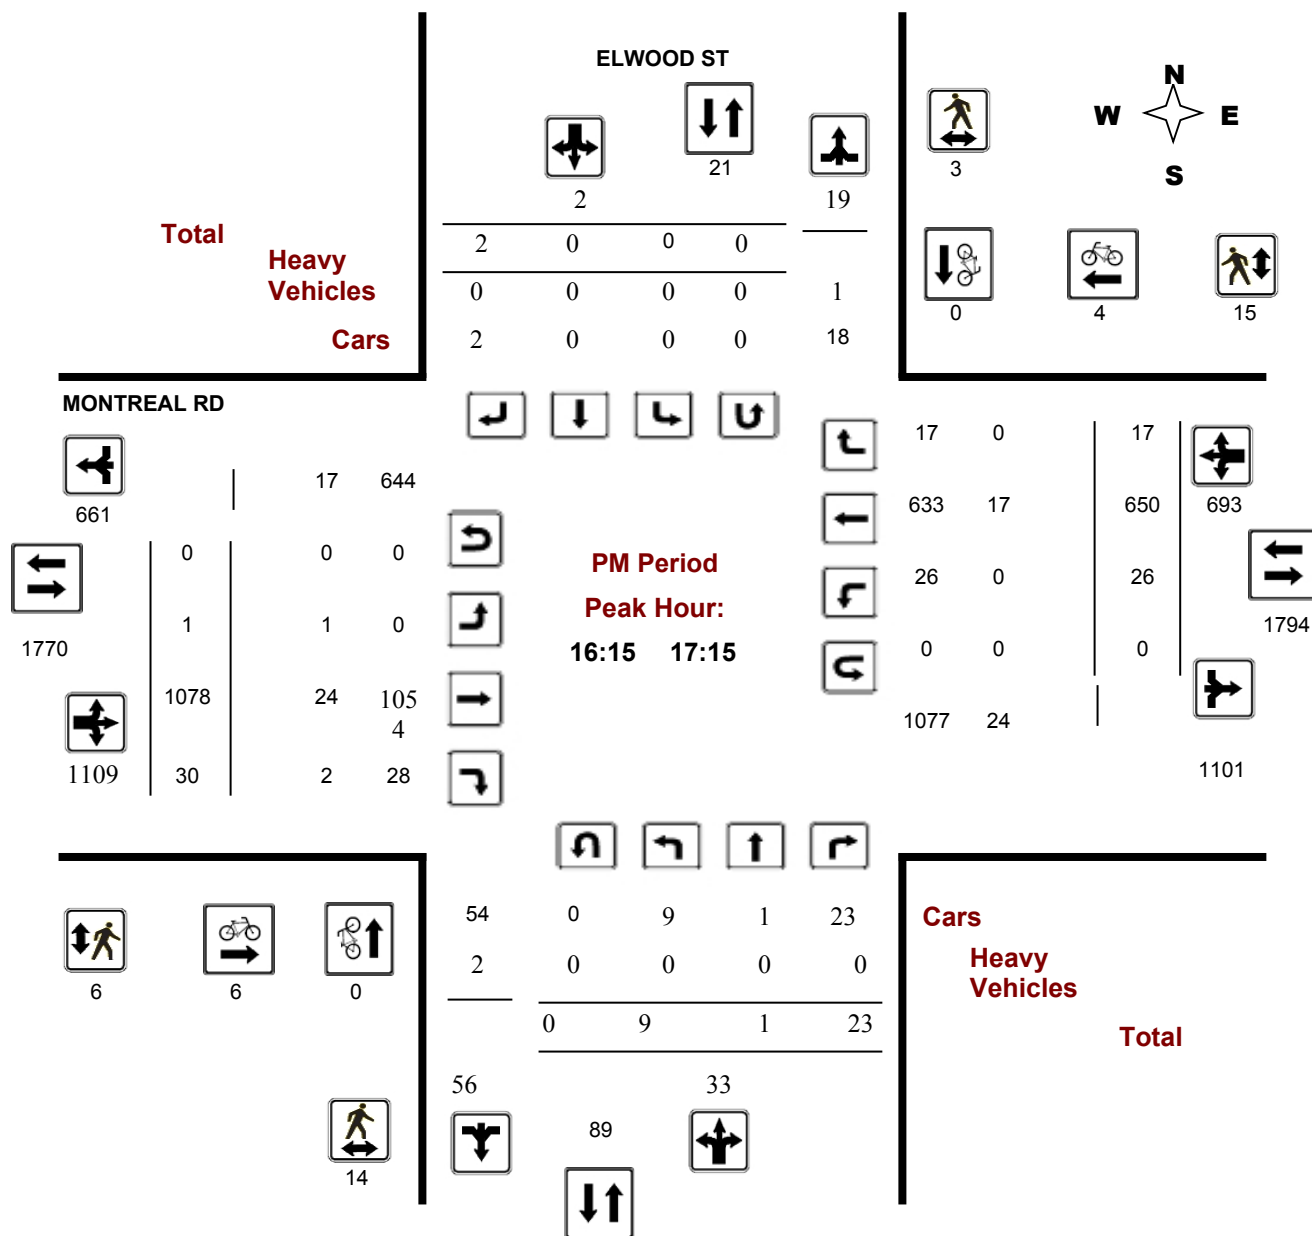 ELWOOD ST
N
W E
S
21
3
2
19
Total
2 0 0 0
Heavy
Vehicles
0 0 0 0 1
0 4 15
Cars
2 0 0 0 18
MONTREAL RD
17 0 17
17 644
661
633 17 650 693
0 0 0
PM Period
26 0 26
Peak Hour:
1 1 0
1794
1770
16:15 17:15
0 0 0
1078 24 105
4
1077 24
1109 30 2 28
1101
54 0 9 1 23
Cars
2 0 0 0 0
Heavy
Vehicles
6 6 0
0 9 1 23
Total
56 33
89
14